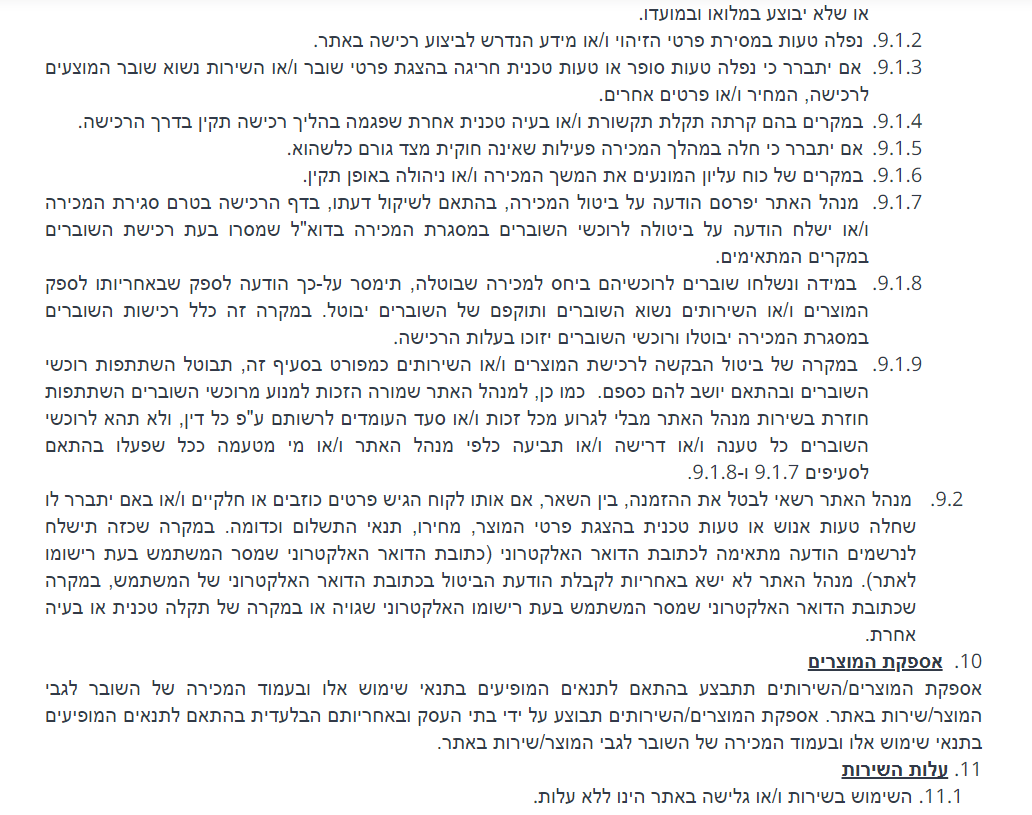 או שלא יבוצע במלואו ובמועדו.
9.1.2. נפלה טעות במסירת פרטי הזיהוי ו/או מידע הנדרש לביצוע רכישה באתר.
9.1.3. אם יתברר כי נפלה טעות סופר או טעות טכנית חריגה בהצגת פרטי שובר ו/או השירות נשוא שובר המוצעים
לרכישה, המחיר ו/או פרטים אחרים.
9.1.4. במקרים בהם קרתה תקלת תקשורת ו/או בעיה טכנית אחרת שפגמה בהליך רכישה תקין בדרך הרכישה.
9.1.5. אם יתברר כי חלה במהלך המכירה פעילות שאינה חוקית מצד גורם כלשהוא.
9.1.6. במקרים של כוח עליון המונעים את המשך המכירה ו/או ניהולה באופן תקין.
9.1.7. מנהל האתר יפרסם הודעה על ביטול המכירה, בהתאם לשיקול דעתו, בדף הרכישה בטרם סגירת המכירה
ו/או ישלח הודעה על ביטולה לרוכשי השוברים במסגרת המכירה בדוא"ל שמסרו בעת רכישת השוברים
במקרים המתאימים.
9.1.8. במידה ונשלחו שוברים לרוכשיהם ביחס למכירה שבוטלה, תימסר על-כך הודעה לספק שבאחריותו לספק
המוצרים ו/או השירותים נשוא השוברים ותוקפם של השוברים יבוטל. במקרה זה כלל רכישות השוברים
במסגרת המכירה יבוטלו ורוכשי השוברים יזוכו בעלות הרכישה.
9.1.9. במקרה של ביטול הבקשה לרכישת המוצרים ו/או השירותים כמפורט בסעיף זה, תבוטל השתתפות רוכשי
השוברים ובהתאם יושב להם כספם. כמו כן, למנהל האתר שמורה הזכות למנוע מרוכשי השוברים השתתפות
חוזרת בשירות מנהל האתר מבלי לגרוע מכל זכות ו/או סעד העומדים לרשותם ע"פ כל דין, ולא תהא לרוכשי
השוברים כל טענה ו/או דרישה ו/או תביעה כלפי מנהל האתר ו/או מי מטעמה ככל שפעלו בהתאם
לסעיפים 9.1.7 ו-9.1.8.
9.2. מנהל האתר רשאי לבטל את ההזמנה, בין השאר, אם אותו לקוח הגיש פרטים כוזבים או חלקיים ו/או באם יתברר לו
שחלה טעות אנוש או טעות טכנית בהצגת פרטי המוצר, מחירו, תנאי התשלום וכדומה. במקרה שכזה תישלח
לנרשמים הודעה מתאימה לכתובת הדואר האלקטרוני (כתובת הדואר האלקטרוני שמסר המשתמש בעת רישומו
לאתר). מנהל האתר לא ישא באחריות לקבלת הודעת הביטול בכתובת הדואר האלקטרוני של המשתמש, במקרה
שכתובת הדואר האלקטרוני שמסר המשתמש בעת רישומו האלקטרוני שגויה או במקרה של תקלה טכנית או בעיה
אחרת.
10. אספקת המוצרים
אספקת המוצרים/השירותים תתבצע בהתאם לתנאים המופיעים בתנאי שימוש אלו ובעמוד המכירה של השובר לגבי
המוצר/שירות באתר. אספקת המוצרים/השירותים תבוצע על ידי בתי העסק ובאחריותם הבלעדית בהתאם לתנאים המופיעים
בתנאי שימוש אלו ובעמוד המכירה של השובר לגבי המוצר/שירות באתר.
11. עלות השירות
11.1. השימוש בשירות ו/או גלישה באתר הינו ללא עלות.